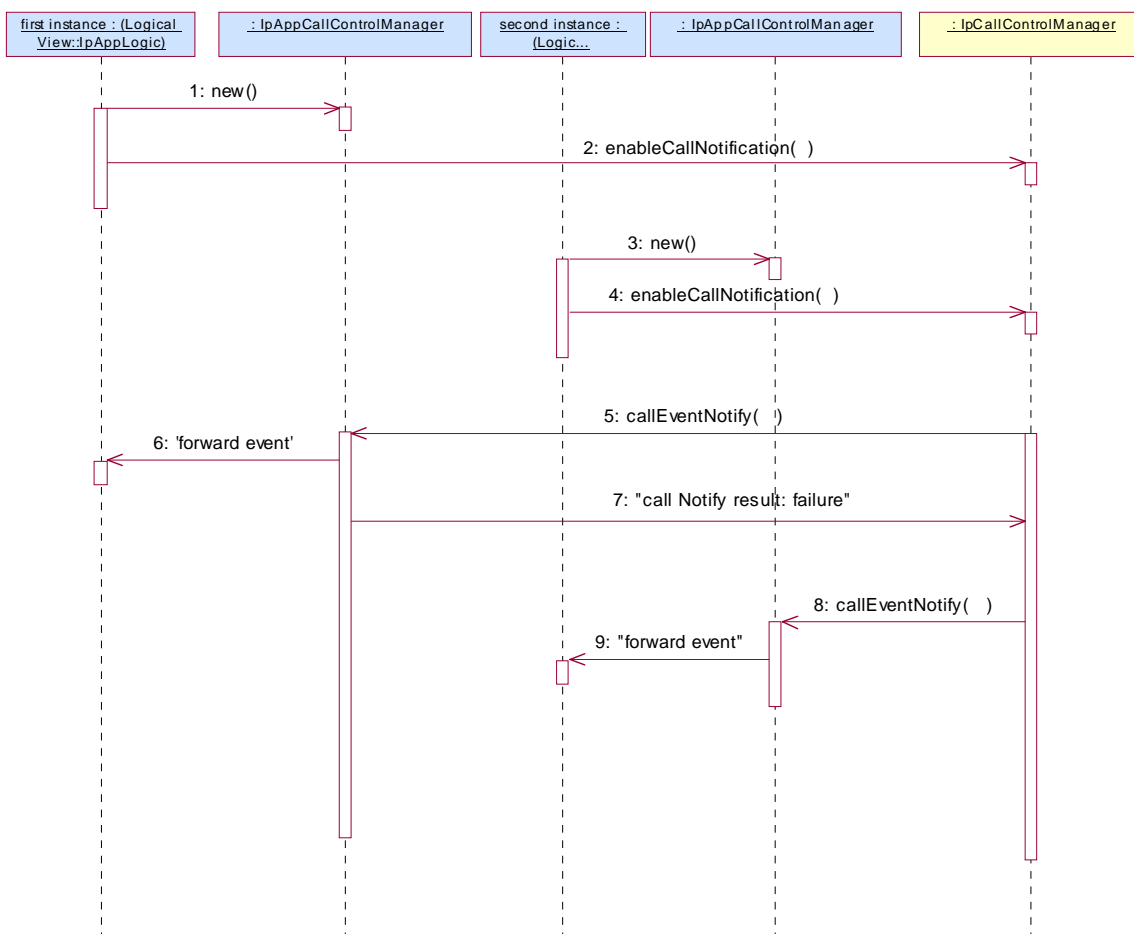 first instance : (Logical
View::IpAppLogic)
: IpAppCallControlManager
second instance :
(Logic...
: IpAppCallControlManager
: IpCallControlManager
1: new()
2: enableCallNotification( )
3: new()
4: enableCallNotification( )
5: callEventNotify( )
6: 'forward event'
7: "call Notify result: failure"
8: callEventNotify( )
9: "forward event"